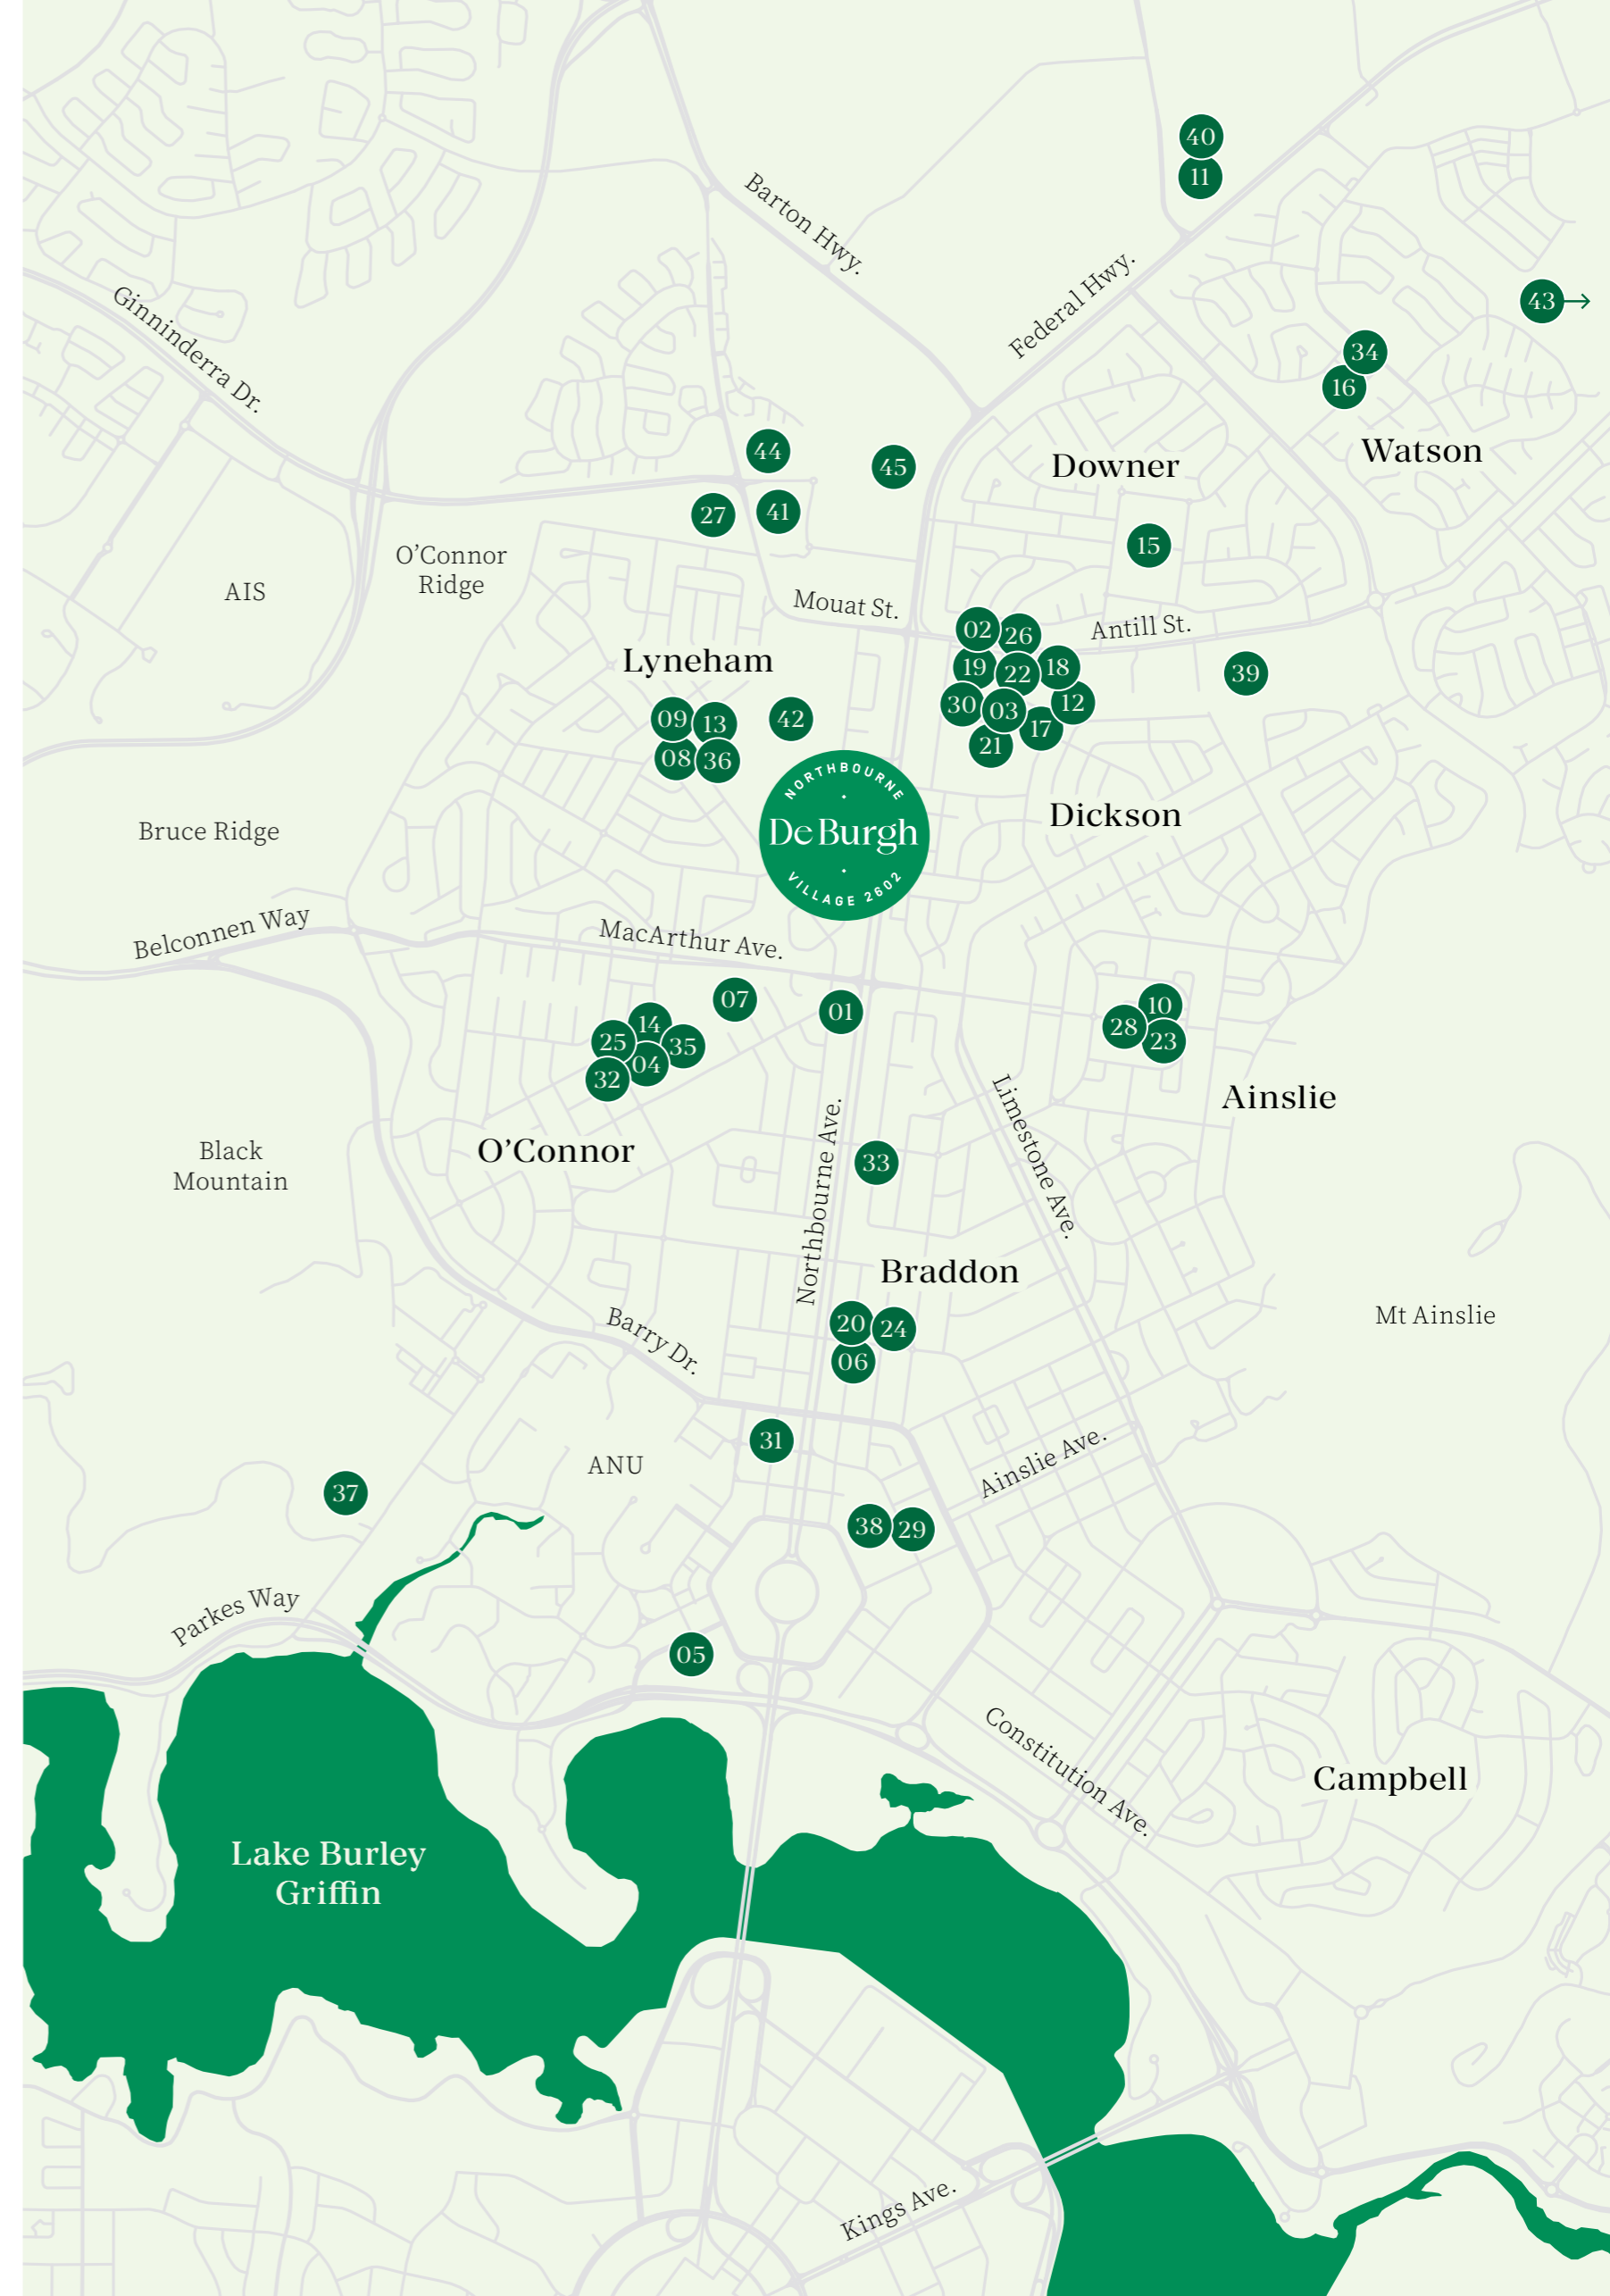 40
11
Barton Hwy.
Federal Hwy.
43
Ginninderra Dr.
34
16
Watson
44
45
Downer
27
41
15
O’Connor
Ridge
AIS
Mouat St.
Antill St.
02
26
Lyneham
19
22
18
39
30
03
12
09
13
42
17
21
08
36
NORTHBOURNE
De Burgh
VILLAGE 2602
Dickson
Bruce Ridge
Belconnen Way
MacArthur Ave.
07
01
10
14
28
25
35
23
04
32
Ainslie
Limestone Ave.
Black
Mountain
O’Connor
Northbourne Ave.
33
Braddon
Mt Ainslie
20
24
Barry Dr.
06
31
ANU
Ainslie Ave.
37
38
29
Parkes Way
05
Constitution Ave.
Campbell
Lake Burley
Griffin
Kings Ave.